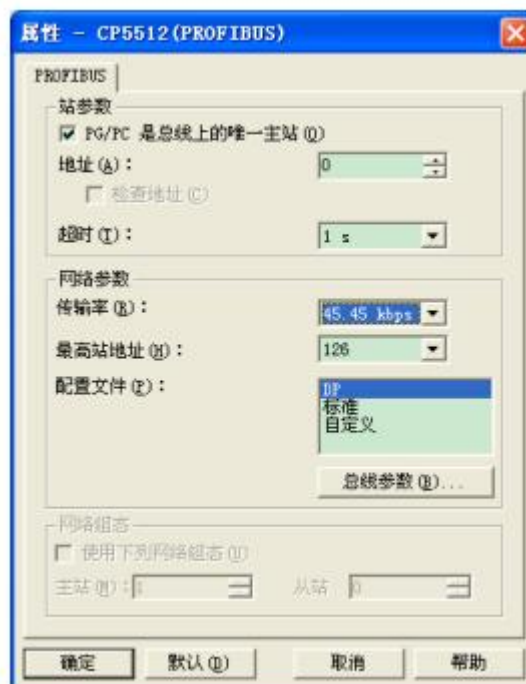 属性 - CP5512(PROFIBUS)
PROFIBUS
站参数
PG/PC 是总线上的唯一主站(Q)
地址(A): 0
检查地址(C)
超时(T): 1 s
网络参数
传输率(R): 45.45 kbps
最高站地址(H): 126
配置文件(P): DP
标准
自定义
总线参数(B)...
网络组态
使用下列网络组态(U)
主站(M): 1 从站 0
确定 默认(D) 取消 帮助